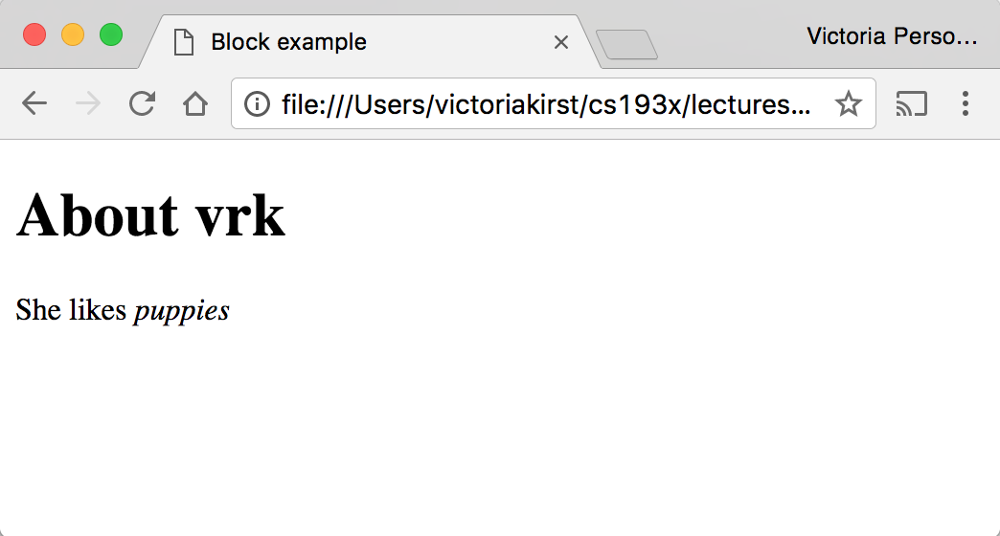 Block example
Victoria Perso...
file:///Users/victoriakirst/cs193x/lectures...
About vrk
She likes puppies